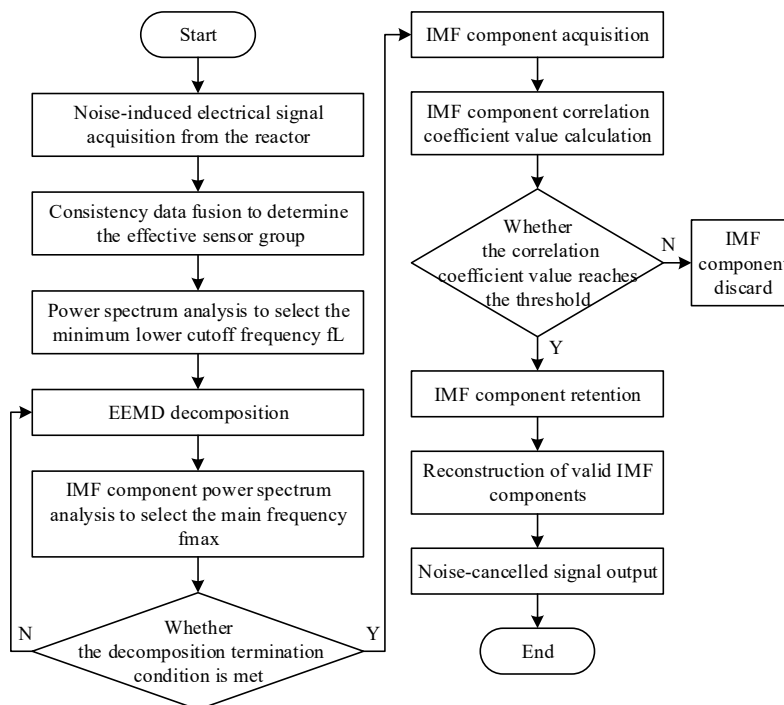 Start
Noise-induced electrical signal
acquisition from the reactor
Consistency data fusion to determine
the effective sensor group
Power spectrum analysis to select the
minimum lower cutoff frequency fL
EEMD decomposition
IMF component power spectrum
analysis to select the main frequency
fmax
Whether
the decomposition termination
condition is met
N
Y
IMF component acquisition
IMF component correlation
coefficient value calculation
Whether
the correlation
coefficient value reaches
the threshold
N
IMF
component
discard
Y
IMF component retention
Reconstruction of valid IMF
components
Noise-cancelled signal output
End